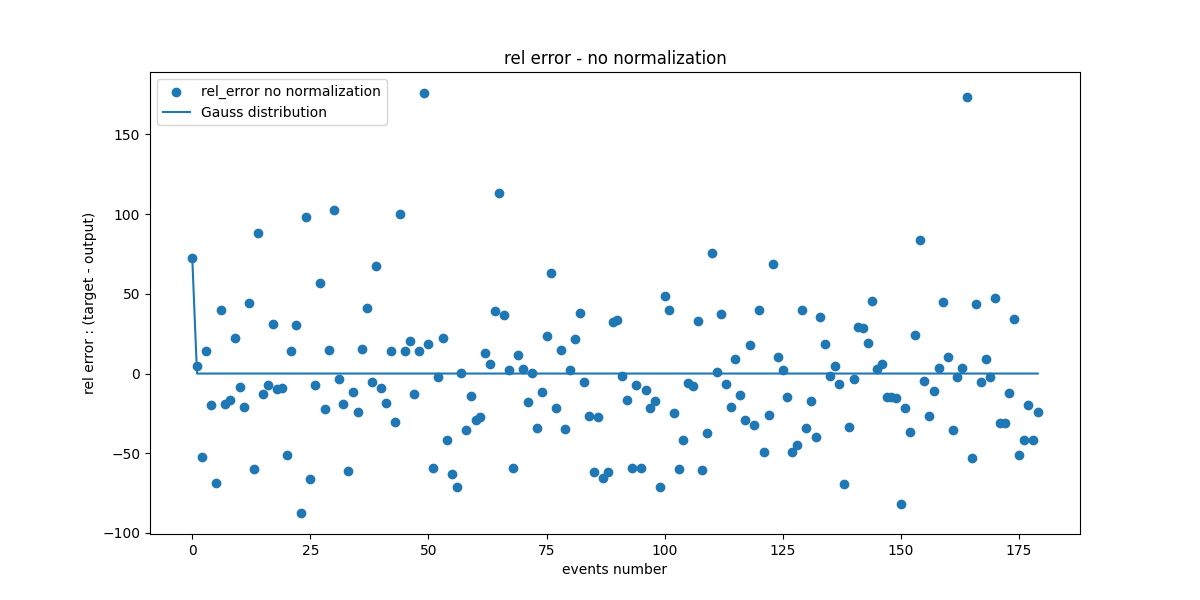 rel error - no normalization
rel_error no normalization
Gauss distribution
150
100
50
0
−50
−100
rel error : (target - output)
0
25
50
75
100
125
150
175
events number